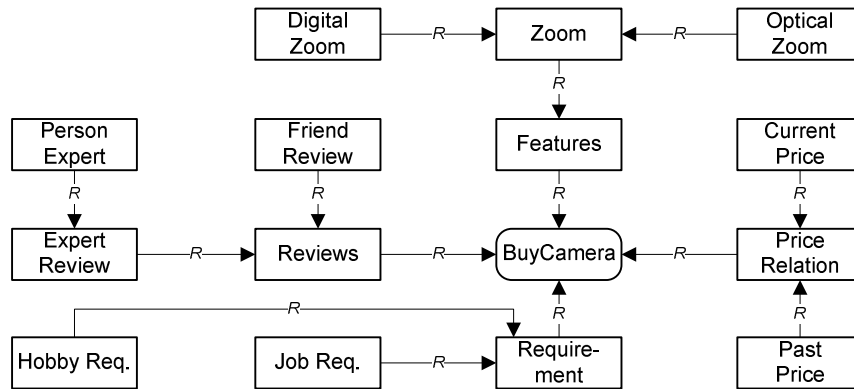 Digital
Zoom
R
Zoom
R
Optical
Zoom
R
Person
Expert
Friend
Review
Features
Current
Price
R
R
R
R
Expert
Review
R
Reviews
R
BuyCamera
R
Price
Relation
R
R
R
Hobby Req.
Job Req.
R
Require-
ment
Past
Price